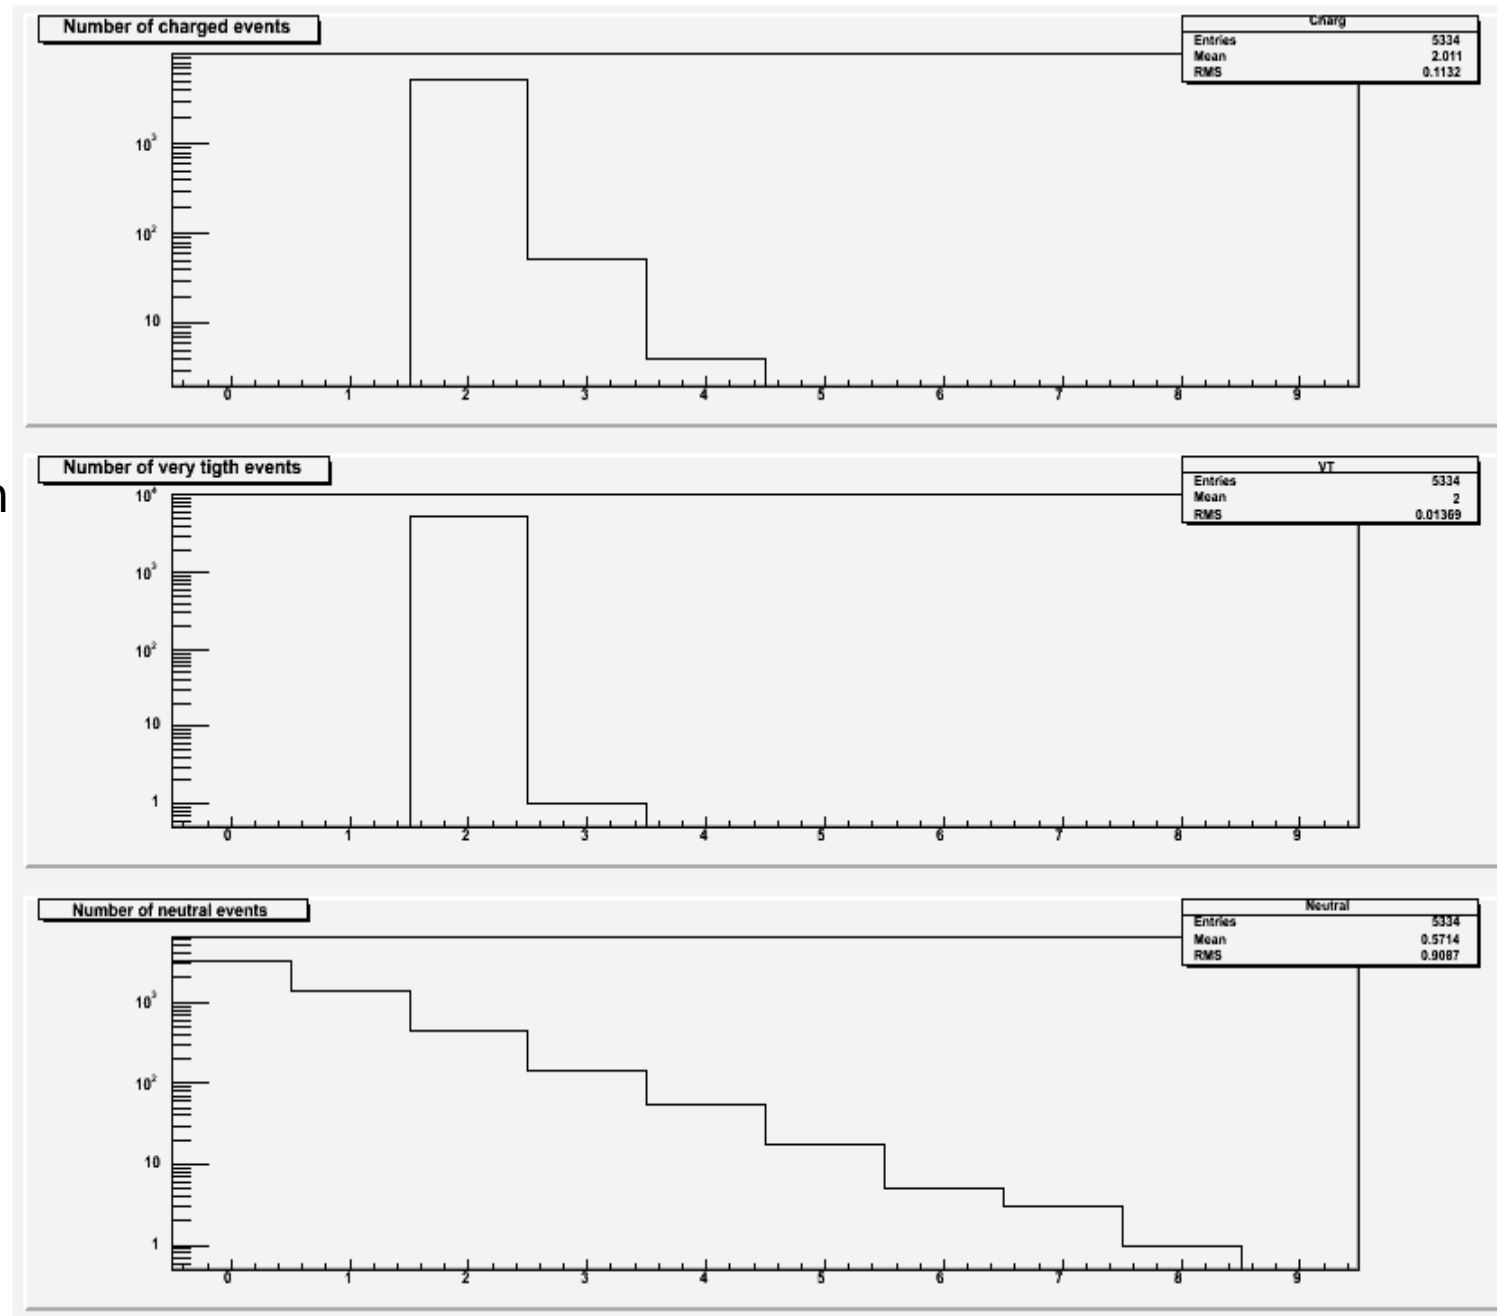 Number of charged events
Charg
Entries 5334
Mean 2.011
RMS 0.1132
10³
10²
10
0 1 2 3 4 5 6 7 8 9
n
Number of very tigth events
VT
Entries 5334
Mean 2
RMS 0.01369
10⁴
10³
10²
10
1
0 1 2 3 4 5 6 7 8 9
Number of neutral events
Neutral
Entries 5334
Mean 0.5714
RMS 0.9087
10³
10²
10
1
0 1 2 3 4 5 6 7 8 9